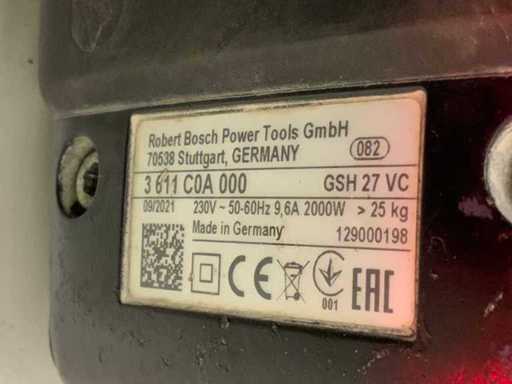 Robert Bosch Power Tools GmbH
70538 Stuttgart, GERMANY
082
3 611 C0A 000 GSH 27 VC
09/2021 230V ~ 50-60Hz 9,6A 2000W > 25 kg
Made in Germany 129000198
CE
001
EAC